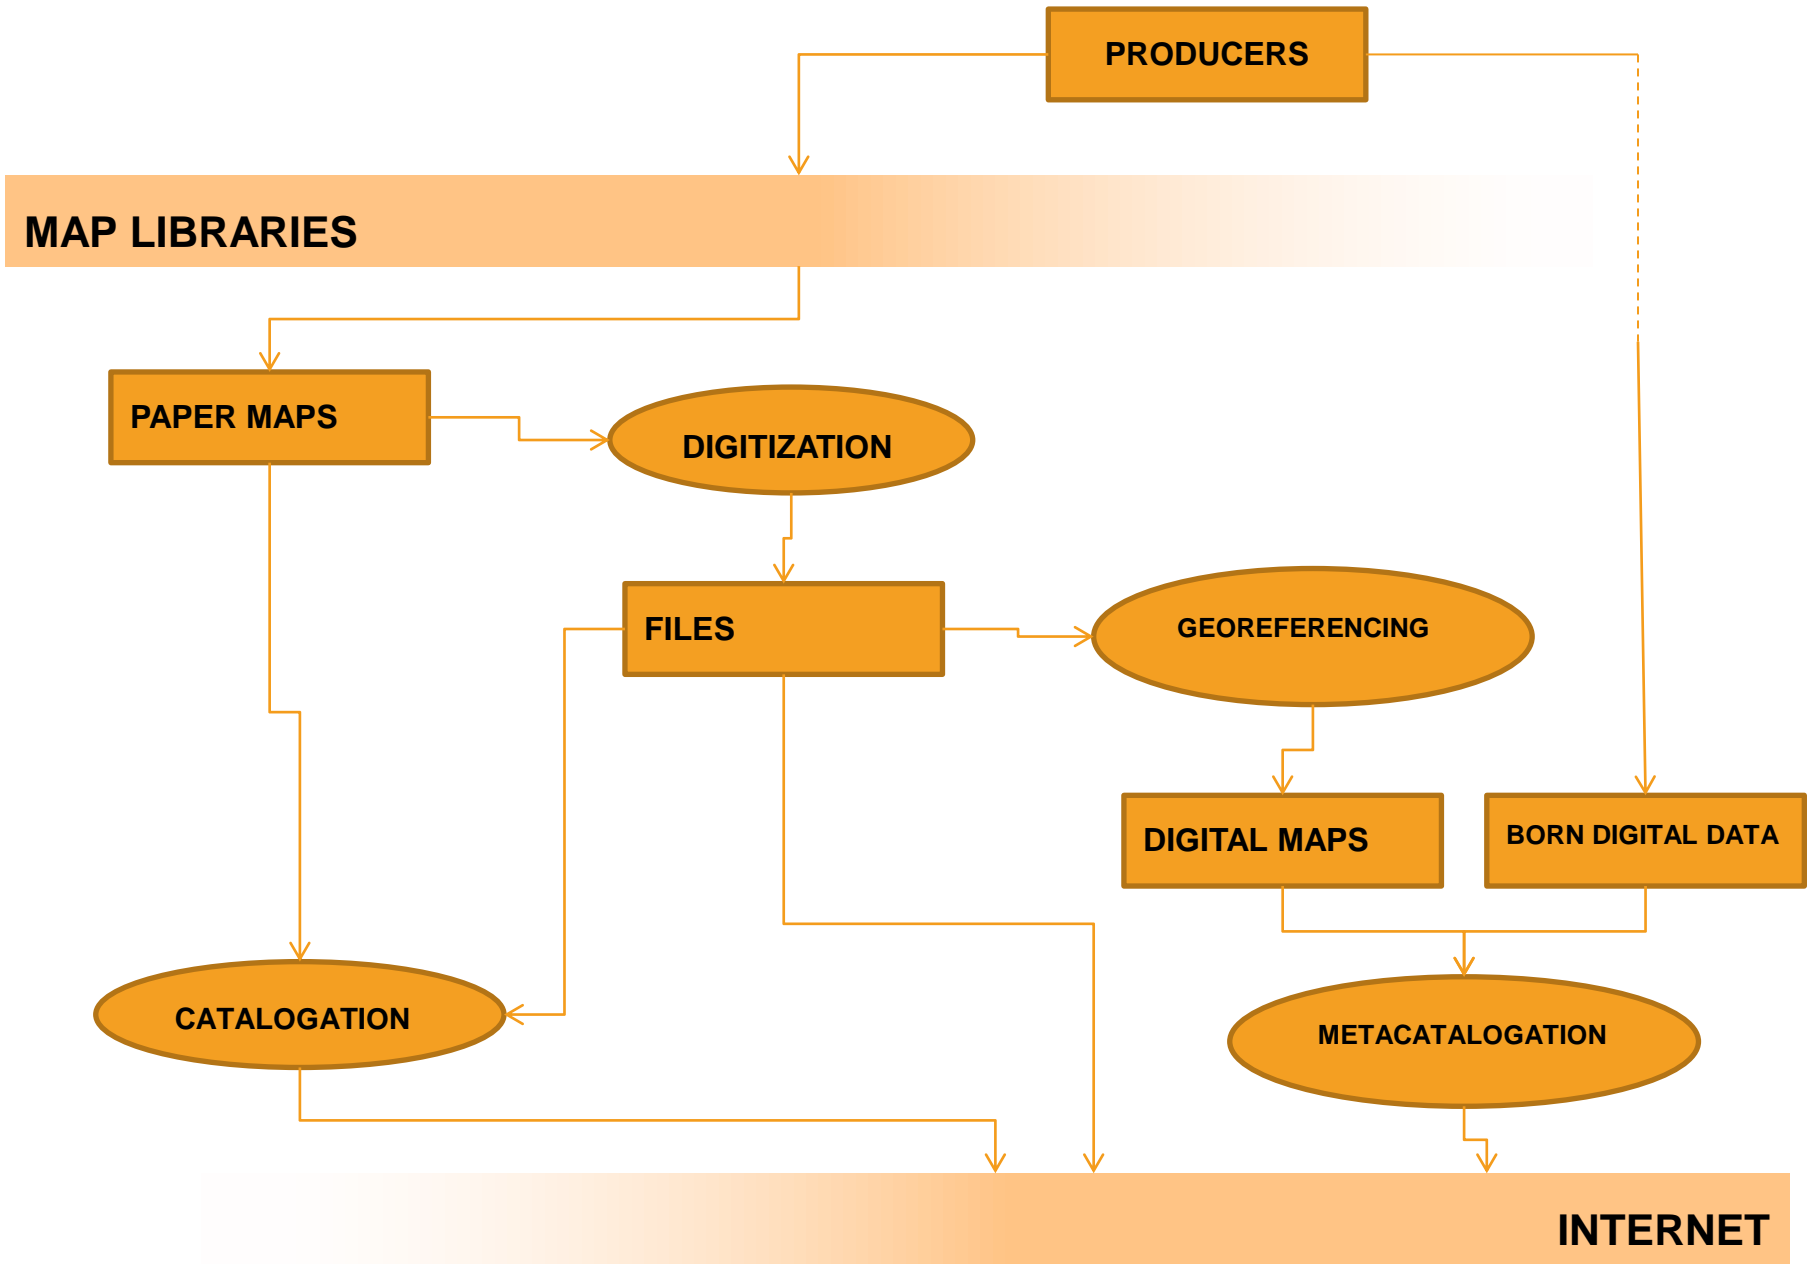 PRODUCERS
MAP LIBRARIES
PAPER MAPS
DIGITIZATION
FILES
GEOREFERENCING
DIGITAL MAPS
BORN DIGITAL DATA
CATALOGATION
METACATALOGATION
INTERNET